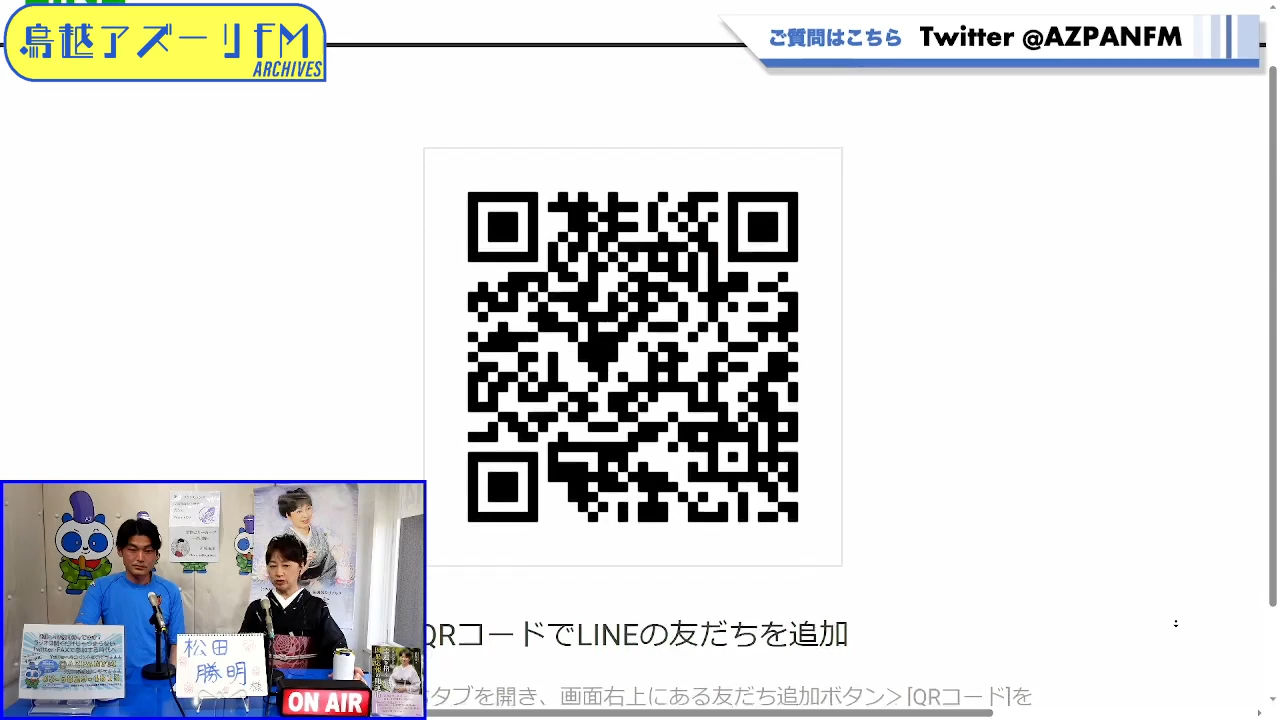 LINE
鳥越アズーリFM
ARCHIVES
ご質問はこちら Twitter @AZPANFM
QRコードでLINEの友だちを追加
タブを開き、画面右上にある友だち追加ボタン>[QRコード]を
松田
勝明
様
ON AIR